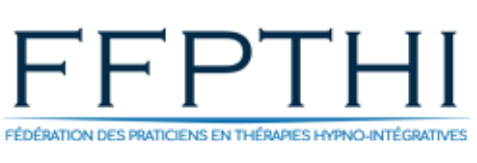 FFPTHI
FÉDÉRATION DES PRATICIENS EN THÉRAPIES HYPNO-INTÉGRATIVES